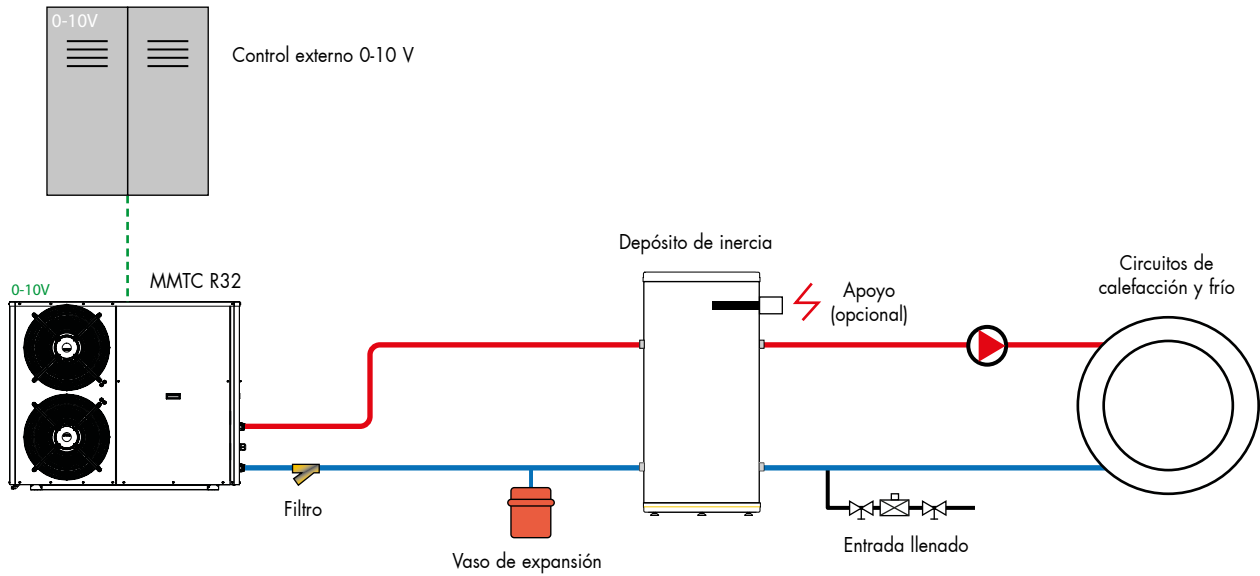 0-10V
Control externo 0-10 V
MMTC R32
0-10V
Depósito de inercia
Apoyo
(opcional)
Circuitos de
calefacción y frío
Filtro
Vaso de expansión
Entrada llenado